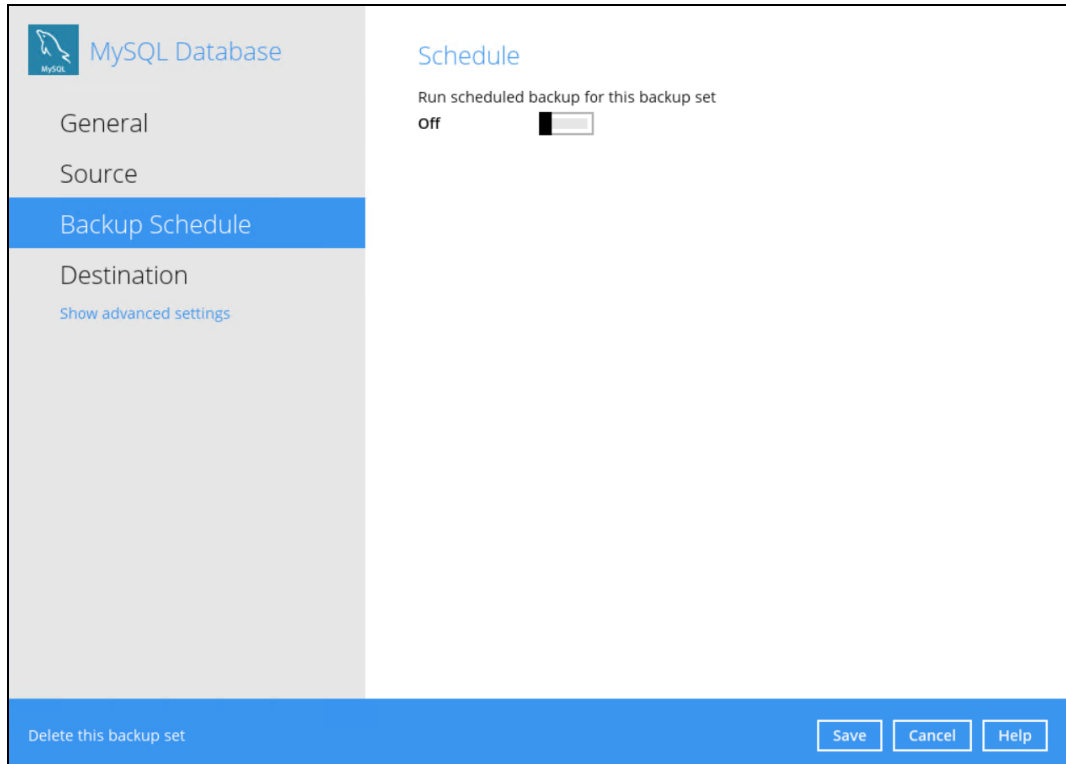 MySQL
MySQL Database
General
Source
Backup Schedule
Destination
Show advanced settings
Schedule
Run scheduled backup for this backup set
Off
Delete this backup set
Save
Cancel
Help